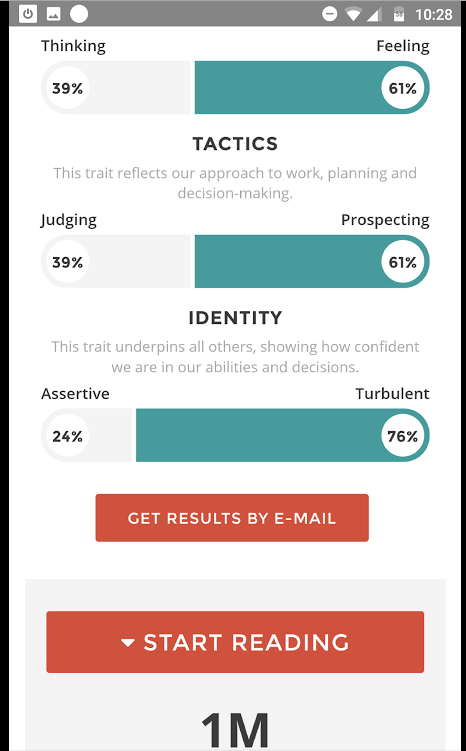 10:28
Thinking Feeling
39% 61%
TACTICS
This trait reflects our approach to work, planning and
decision-making.
Judging Prospecting
39% 61%
IDENTITY
This trait underpins all others, showing how confident
we are in our abilities and decisions.
Assertive Turbulent
24% 76%
GET RESULTS BY E-MAIL
START READING
1M